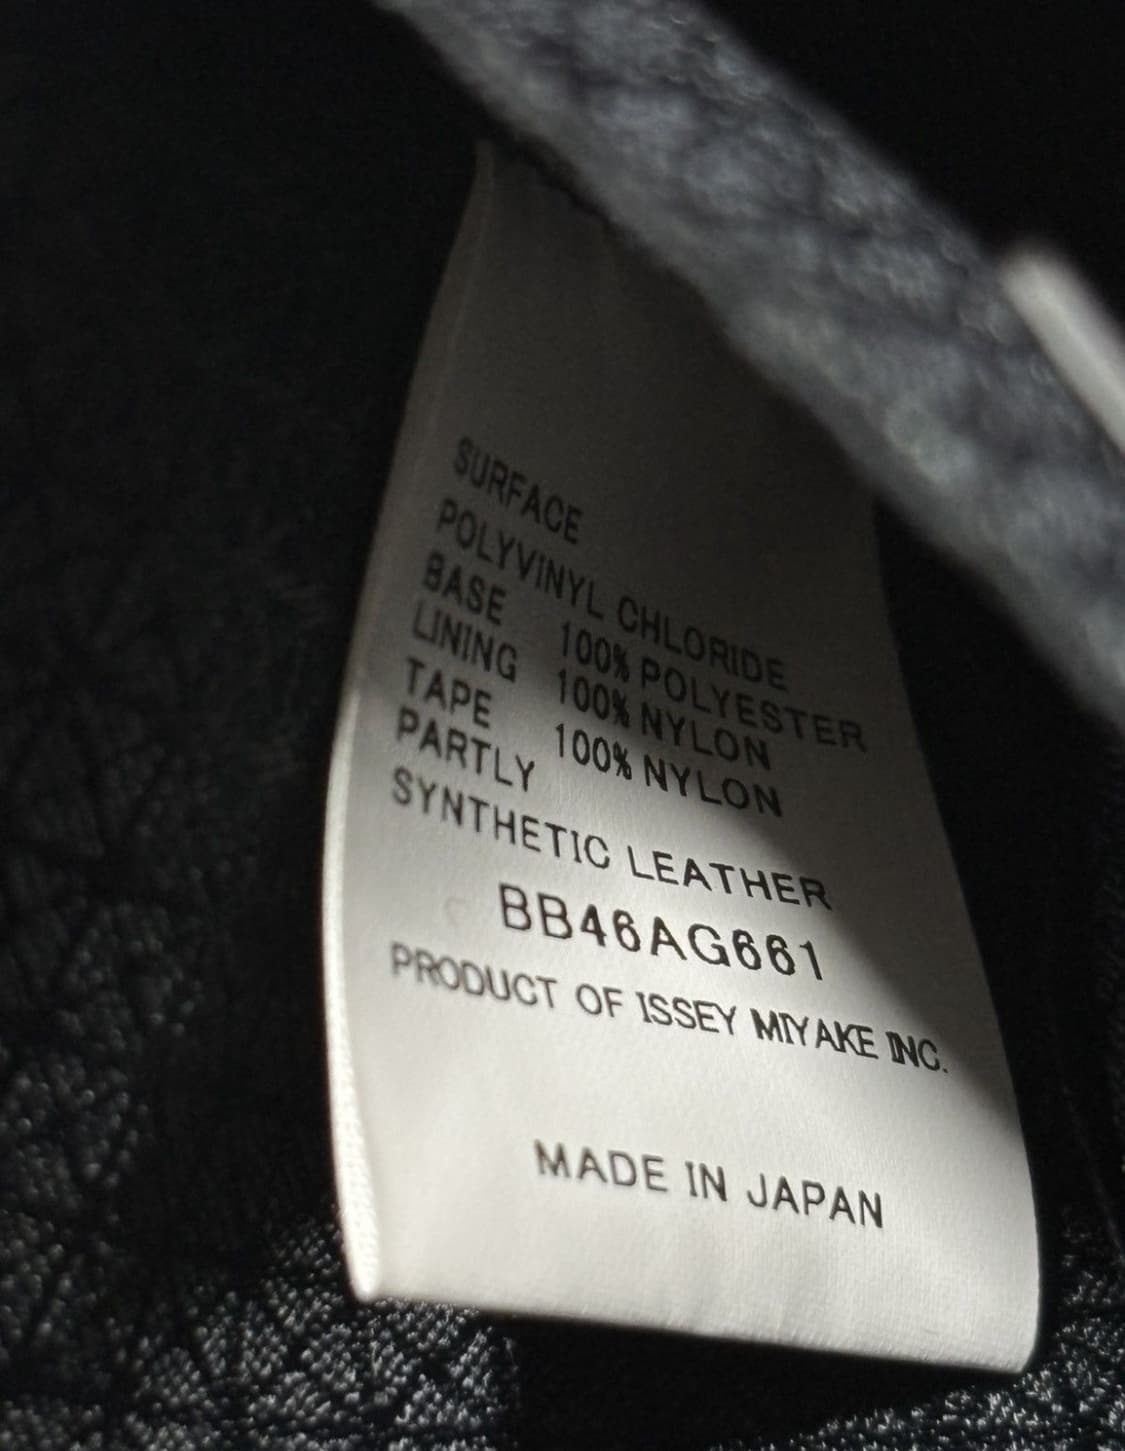 SURFACE
POLYVINYL CHLORIDE
BASE 100% POLYESTER
LINING 100% NYLON
TAPE 100% NYLON
PARTLY
SYNTHETIC LEATHER
BB46AG661
PRODUCT OF ISSEY MIYAKE INC.
MADE IN JAPAN